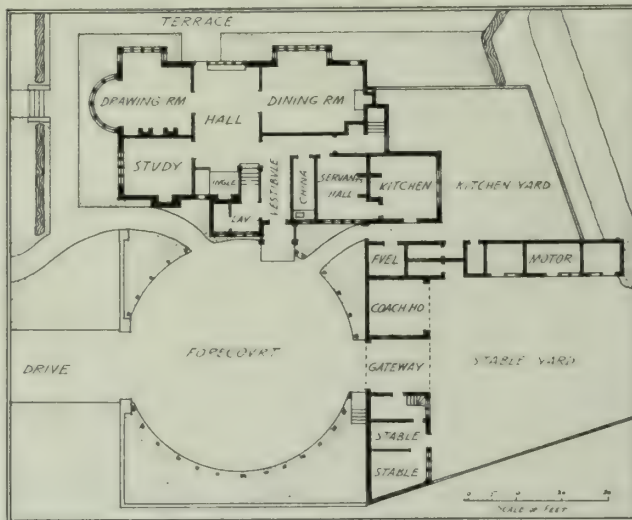 TERRACE
DRAWING RM
HALL
DINING RM
STUDY
INGLE
LAV
VESTIBULE
CHINA
SERVANTS
HALL
KITCHEN
KITCHEN YARD
FUEL
MOTOR
COACH HO
FORECOURT
DRIVE
GATEWAY
STABLE YARD
STABLE
STABLE
SCALE OF FEET